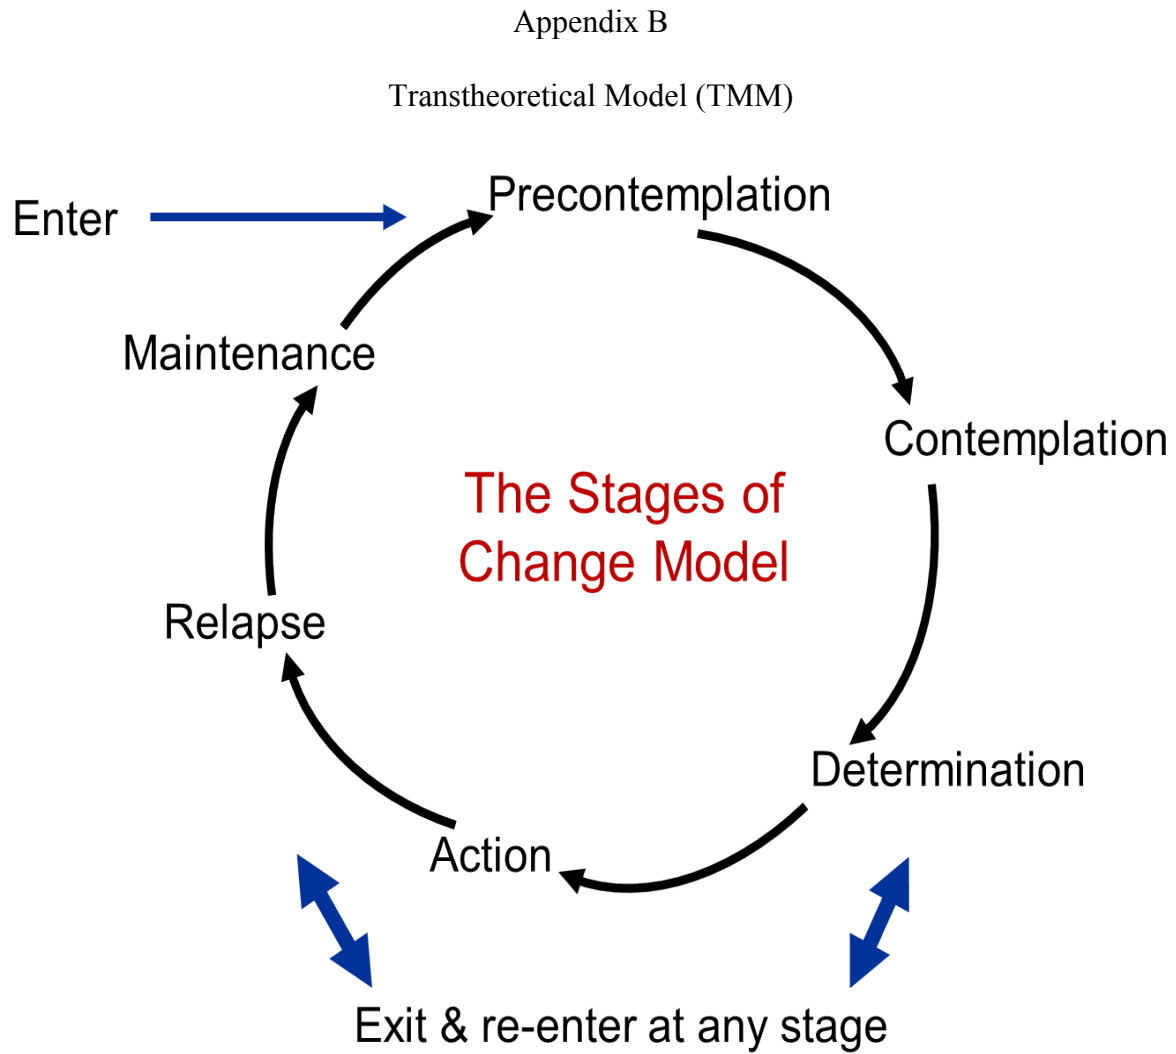 Appendix B
Transtheoretical Model (TMM)
Enter
Precontemplation
Maintenance
Contemplation
The Stages of
Change Model
Relapse
Determination
Action
Exit & re-enter at any stage